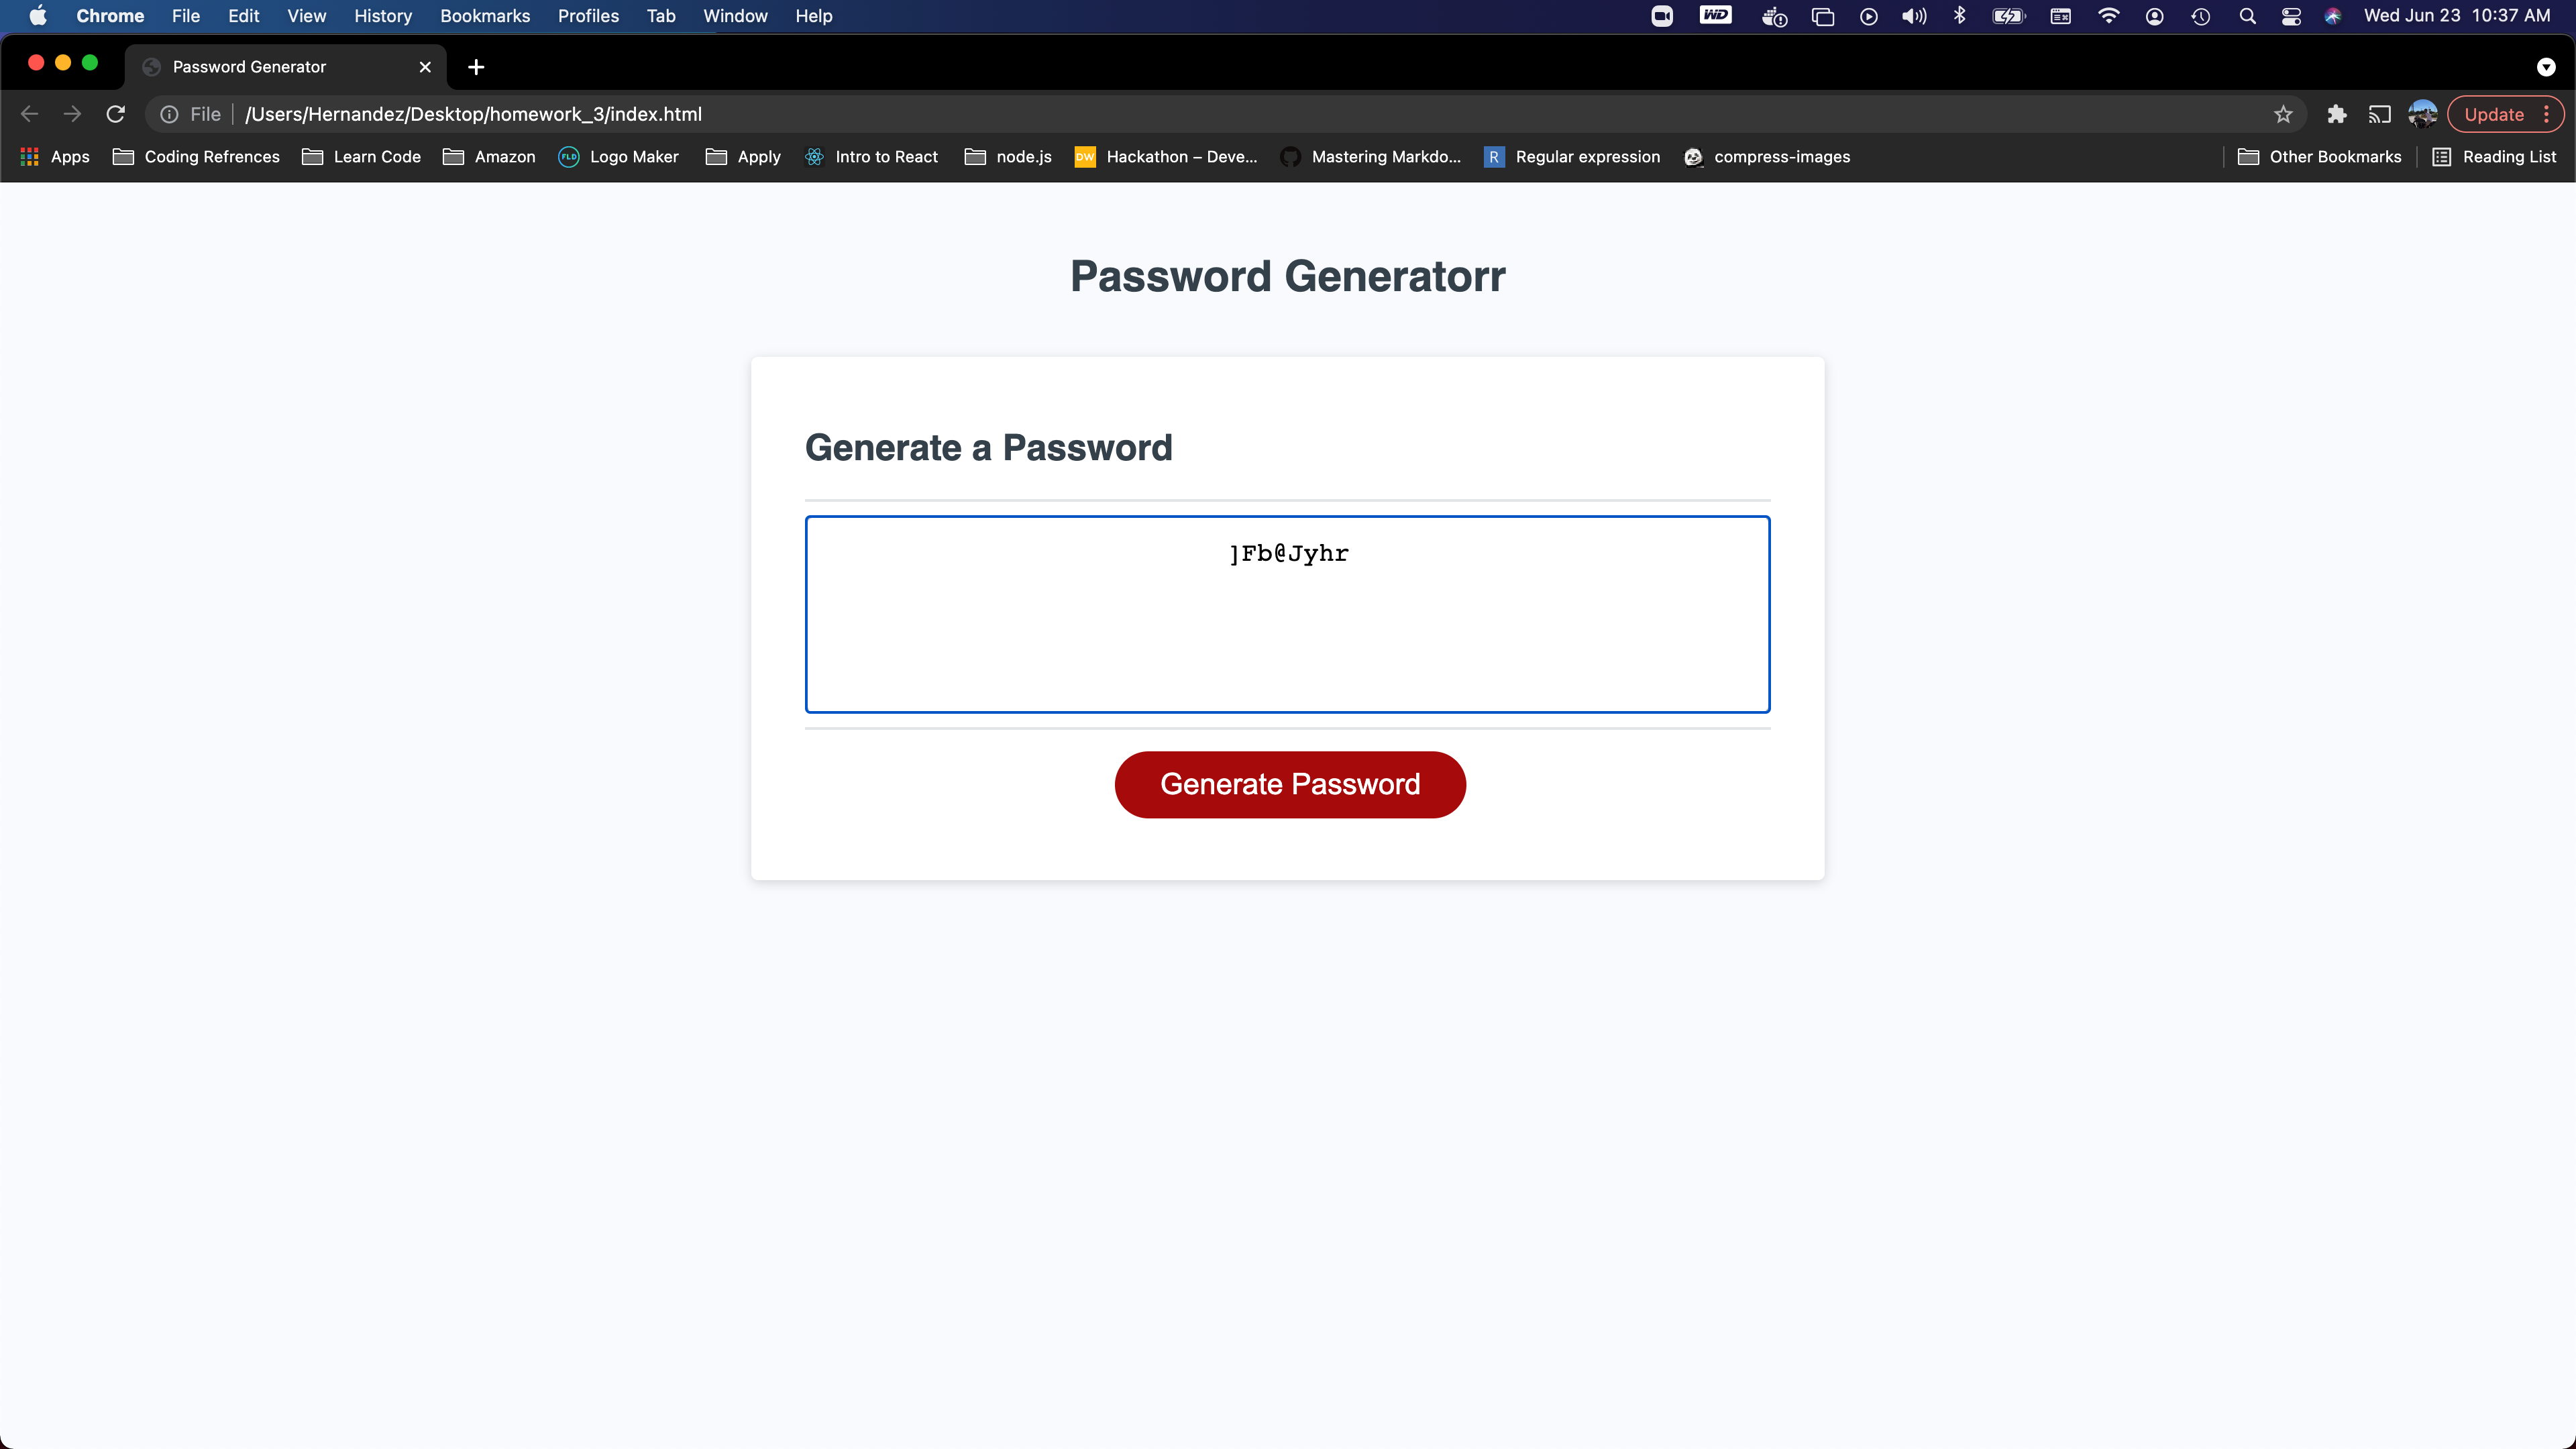 Chrome File Edit View History Bookmarks Profiles Tab Window Help WD Wed Jun 23 10:37 AM
Password Generator
File /Users/Hernandez/Desktop/homework_3/index.html Update
Apps Coding Refrences Learn Code Amazon FLD Logo Maker Apply Intro to React node.js DW Hackathon – Deve... Mastering Markdo... R Regular expression compress-images Other Bookmarks Reading List
Password Generatorr
Generate a Password
]Fb@Jyhr
Generate Password